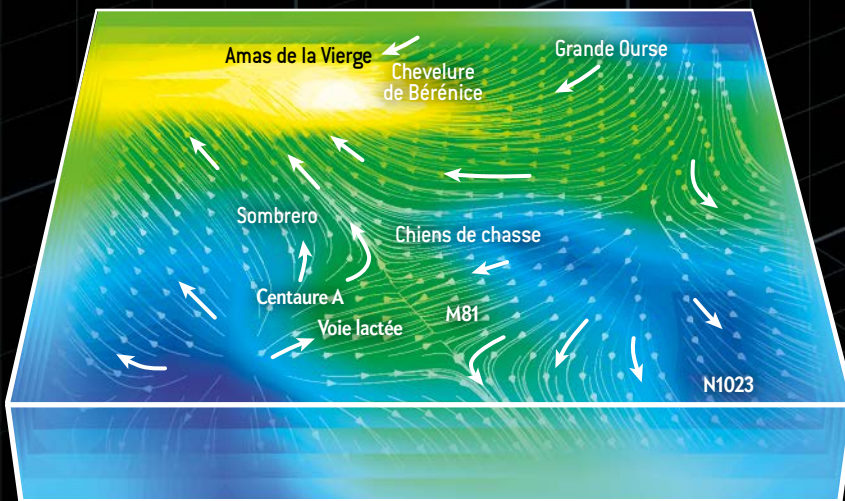 Amas de la Vierge
Grande Ourse
Chevelure
de Bérénice
Sombrero
Chiens de chasse
Centaure A
M81
Voie lactée
N1023